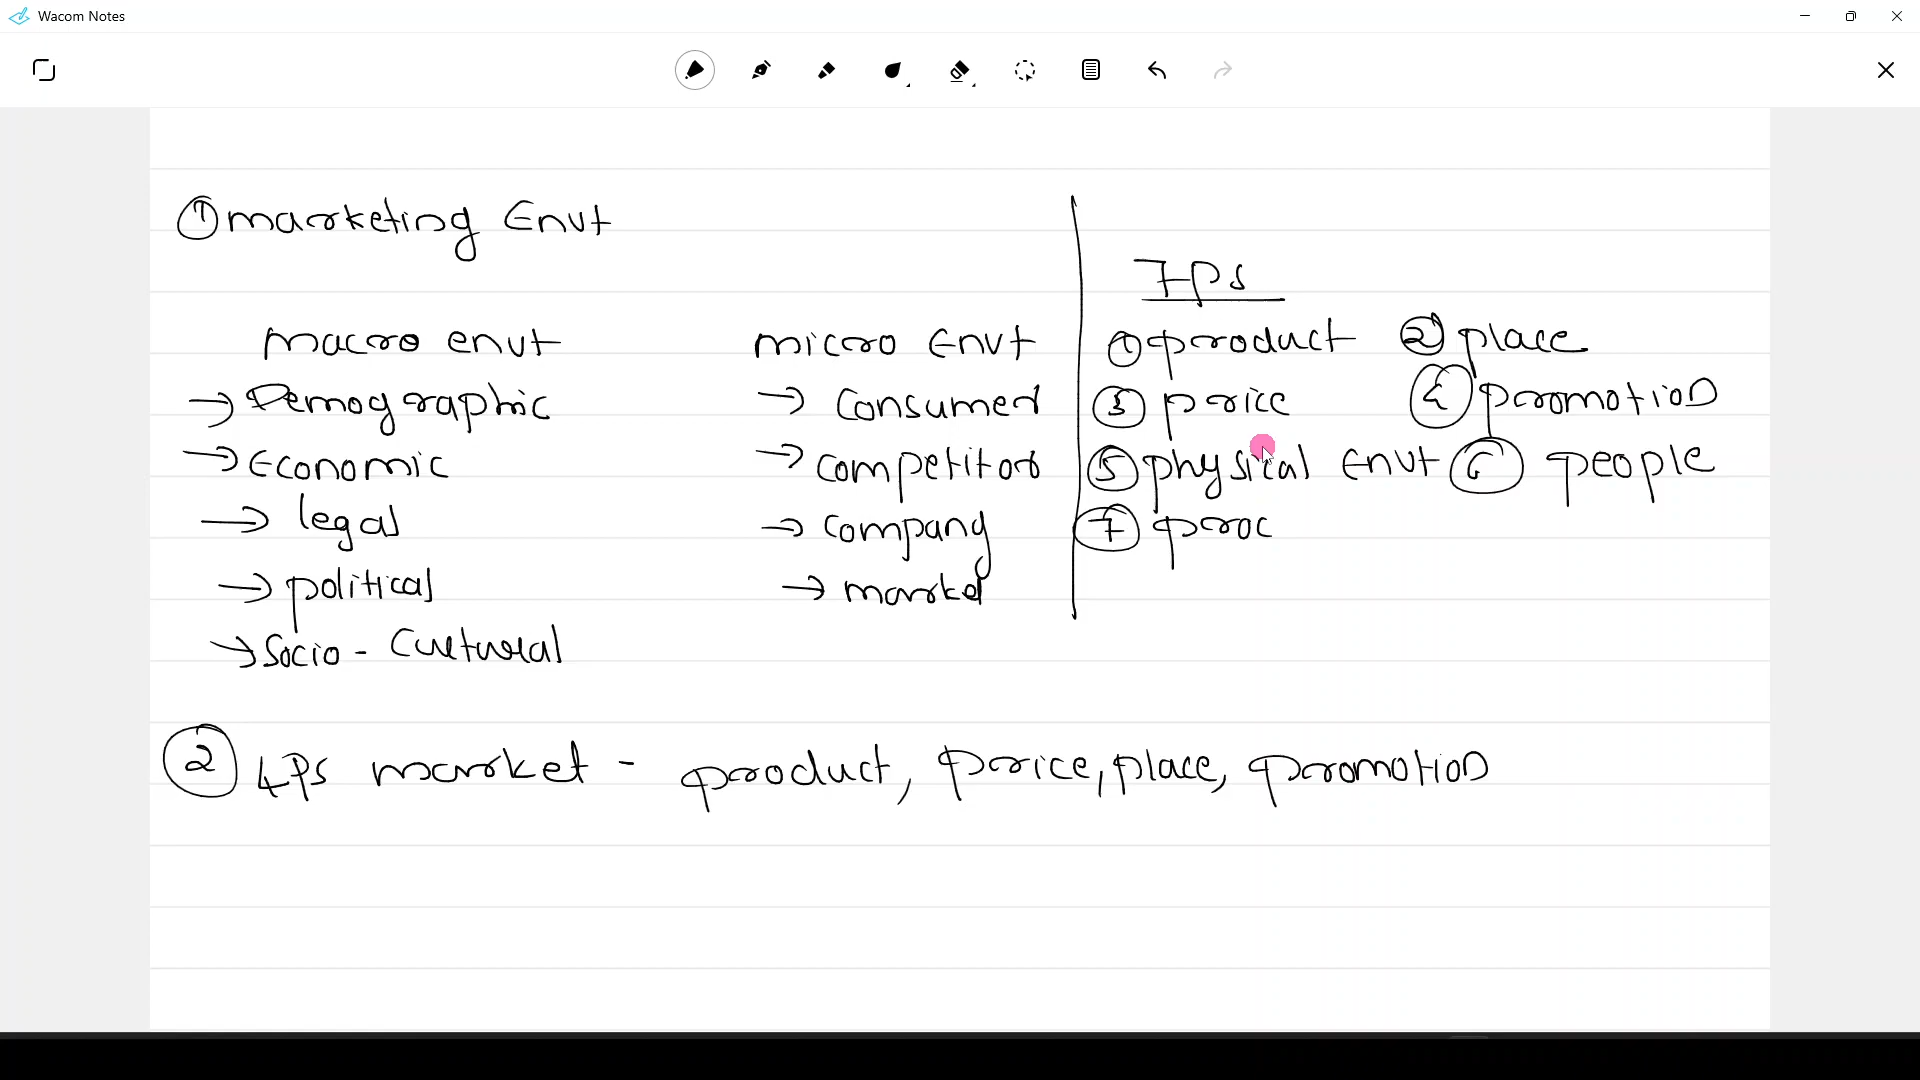 Wacom Notes
① marketing Envt
macro envt
→ Demographic
→ Economic
→ legal
→ political
→ Socio - Cultural
micro Envt
→ Consumer
→ competitor
→ company
→ market
7ps
① product ② place
③ price ④ promotion
⑤ physical Envt ⑥ people
⑦ proc
② 4Ps market - product, price, place, promotion